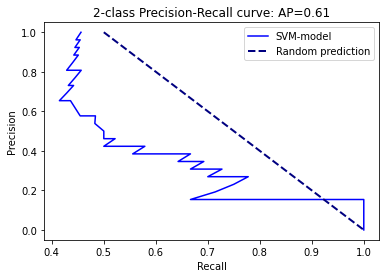 2-class Precision-Recall curve: AP=0.61
SVM-model
Random prediction
1.0
0.8
0.6
0.4
0.2
0.0
Precision
0.4 0.5 0.6 0.7 0.8 0.9 1.0
Recall